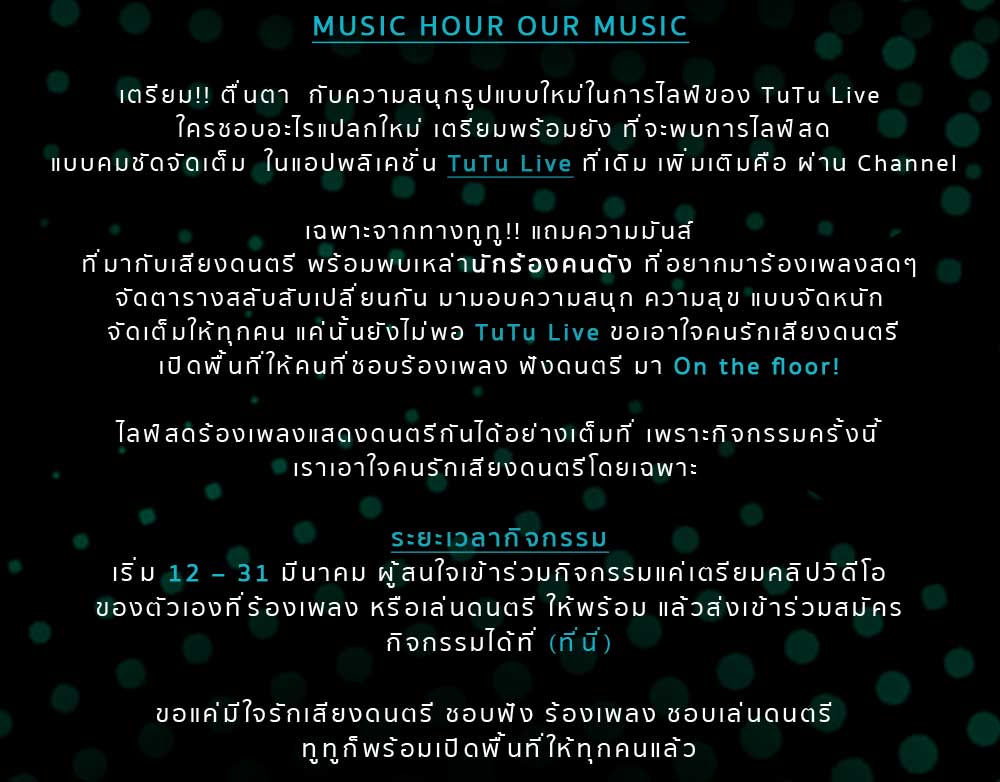 MUSIC HOUR OUR MUSIC
เตรียม!! ตื่นตา กับความสนุกรูปแบบใหม่ในการไลฟ์ของ TuTu Live
ใครชอบอะไรแปลกใหม่ เตรียมพร้อมยัง ที่จะพบการไลฟ์สด
แบบคมชัดจัดเต็ม ในแอปพลิเคชั่น TuTu Live ที่เดิม เพิ่มเติมคือ ผ่าน Channel
เฉพาะจากทางทูทู!! แถมความมันส์
ที่มากับเสียงดนตรี พร้อมพบเหล่านักร้องคนดัง ที่อยากมาร้องเพลงสดๆ
จัดตารางสลับสับเปลี่ยนกัน มามอบความสนุก ความสุข แบบจัดหนัก
จัดเต็มให้ทุกคน แค่นั้นยังไม่พอ TuTu Live ขอเอาใจคนรักเสียงดนตรี
เปิดพื้นที่ให้คนที่ชอบร้องเพลง ฟังดนตรี มา On the floor!
ไลฟ์สดร้องเพลงแสดงดนตรีกันได้อย่างเต็มที่ เพราะกิจกรรมครั้งนี้
เราเอาใจคนรักเสียงดนตรีโดยเฉพาะ
ระยะเวลากิจกรรม
เริ่ม 12 – 31 มีนาคม ผู้สนใจเข้าร่วมกิจกรรมแค่เตรียมคลิปวิดีโอ
ของตัวเองที่ร้องเพลง หรือเล่นดนตรี ให้พร้อม แล้วส่งเข้าร่วมสมัคร
กิจกรรมได้ที่ (ที่นี่)
ขอแค่มีใจรักเสียงดนตรี ชอบฟัง ร้องเพลง ชอบเล่นดนตรี
ทูทูก็พร้อมเปิดพื้นที่ให้ทุกคนแล้ว